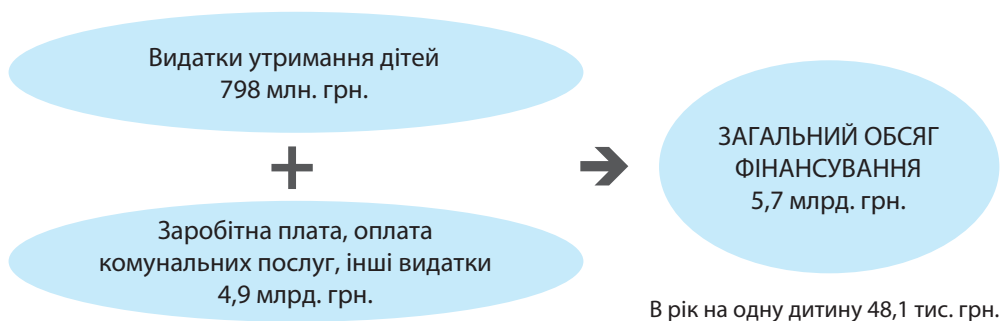 Видатки утримання дітей
798 млн. грн.
+
Заробітна плата, оплата
комунальних послуг, інші видатки
4,9 млрд. грн.
ЗАГАЛЬНИЙ ОБСЯГ
ФІНАНСУВАННЯ
5,7 млрд. грн.
В рік на одну дитину 48,1 тис. грн.